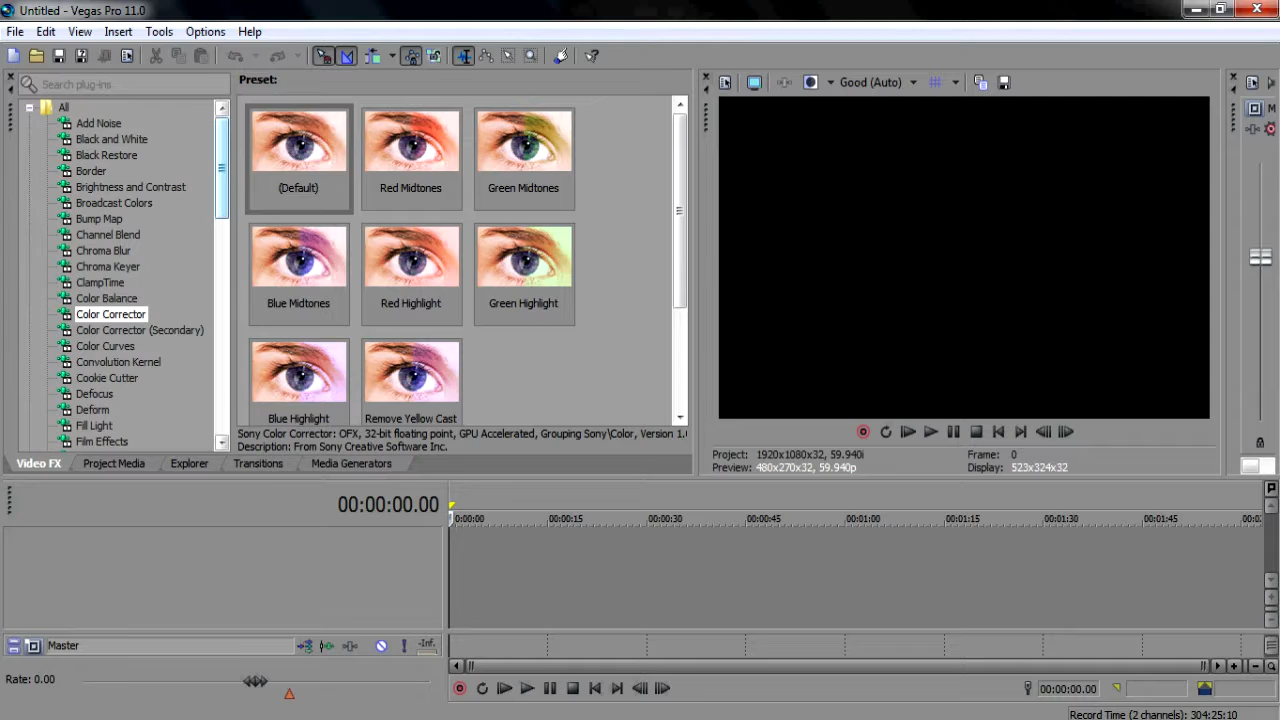 Untitled - Vegas Pro 11.0
File Edit View Insert Tools Options Help
Search plug-ins
All
Add Noise
Black and White
Black Restore
Border
Brightness and Contrast
Broadcast Colors
Bump Map
Channel Blend
Chroma Blur
Chroma Keyer
ClampTime
Color Balance
Color Corrector
Color Corrector (Secondary)
Color Curves
Convolution Kernel
Cookie Cutter
Defocus
Deform
Fill Light
Film Effects
Preset:
(Default) Red Midtones Green Midtones
Blue Midtones Red Highlight Green Highlight
Blue Highlight Remove Yellow Cast
Sony Color Corrector: OFX, 32-bit floating point, GPU Accelerated, Grouping Sony\Color, Version 1.
Description: From Sony Creative Software Inc.
Video FX Project Media Explorer Transitions Media Generators
Good (Auto)
M
Project: 1920x1080x32, 59.940i Frame: 0
Preview: 480x270x32, 59.940p Display: 523x324x32
00:00:00.00
0:00:00 00:00:15 00:00:30 00:00:45 00:01:00 00:01:15 00:01:30 00:01:45
Master -Inf.
Rate: 0.00
00:00:00.00
Record Time (2 channels): 304:25:10